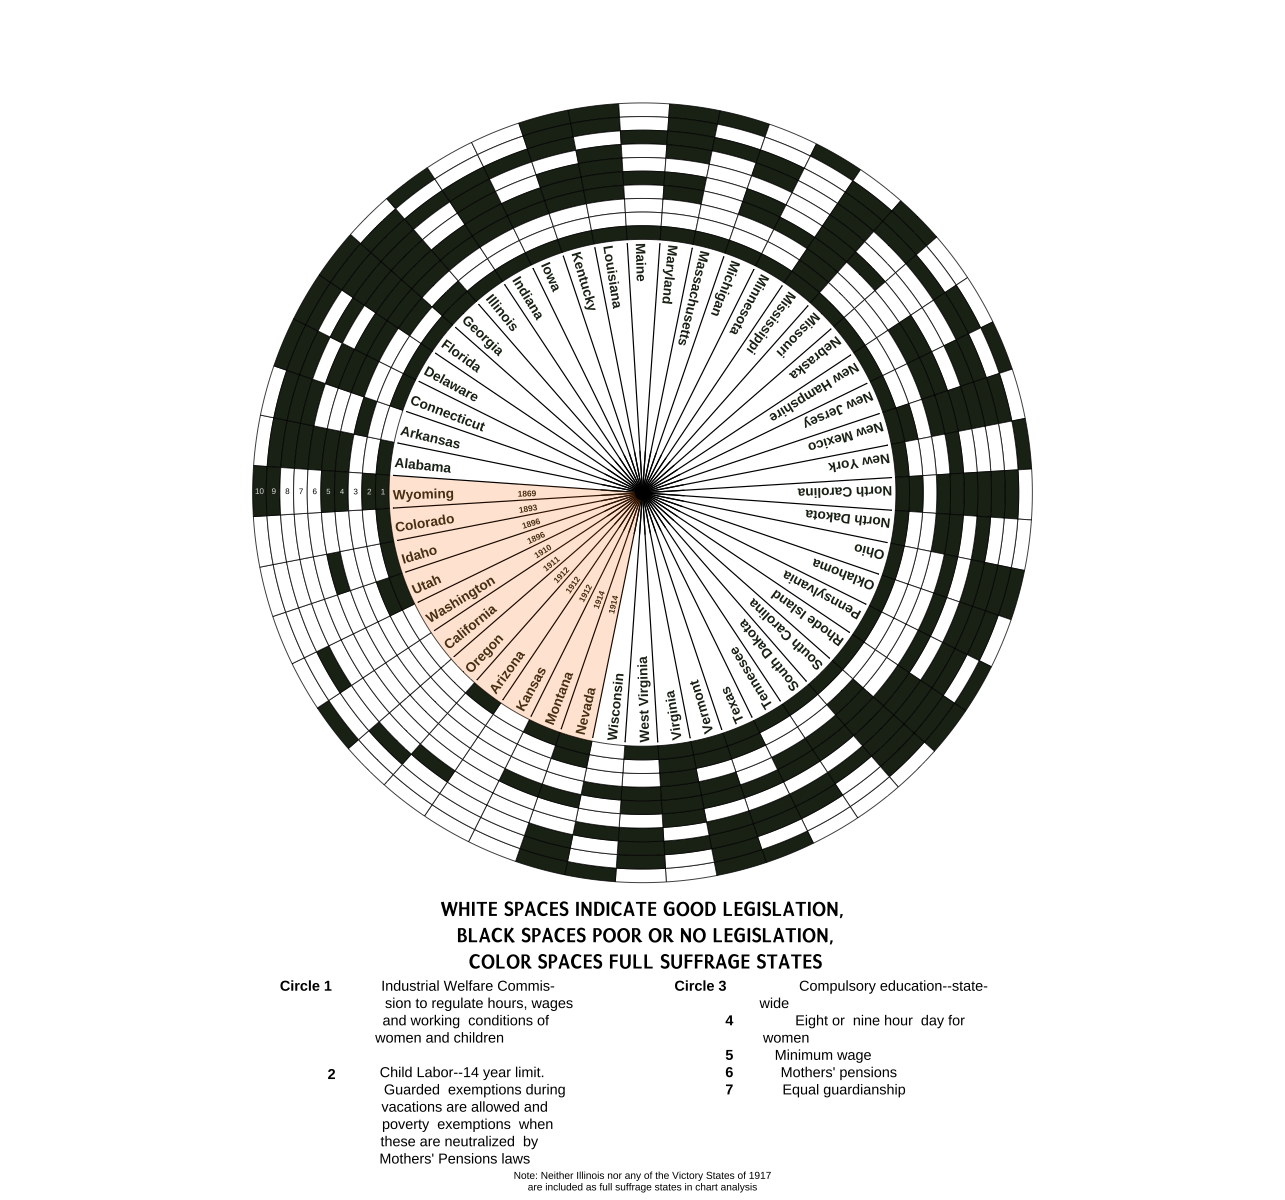 Wyoming 1869
Colorado 1893
Idaho 1896
Utah 1896
Washington 1910
California 1911
Oregon 1912
Arizona 1912
Kansas 1912
Montana 1914
Nevada 1914
Alabama
Arkansas
Connecticut
Delaware
Florida
Georgia
Illinois
Indiana
Iowa
Kentucky
Louisiana
Maine
Maryland
Massachusetts
Michigan
Minnesota
Mississippi
Missouri
Nebraska
New Hampshire
New Jersey
New Mexico
New York
North Carolina
North Dakota
Ohio
Oklahoma
Pennsylvania
Rhode Island
South Carolina
South Dakota
Tennessee
Texas
Vermont
Virginia
West Virginia
Wisconsin
10 9 8 7 6 5 4 3 2 1
WHITE SPACES INDICATE GOOD LEGISLATION,
BLACK SPACES POOR OR NO LEGISLATION,
COLOR SPACES FULL SUFFRAGE STATES
Circle 1 Industrial Welfare Commis-
sion to regulate hours, wages
and working conditions of
women and children
2 Child Labor--14 year limit.
Guarded exemptions during
vacations are allowed and
poverty exemptions when
these are neutralized by
Mothers' Pensions laws
Circle 3 Compulsory education--state-
wide
4 Eight or nine hour day for
women
5 Minimum wage
6 Mothers' pensions
7 Equal guardianship
Note: Neither Illinois nor any of the Victory States of 1917
are included as full suffrage states in chart analysis